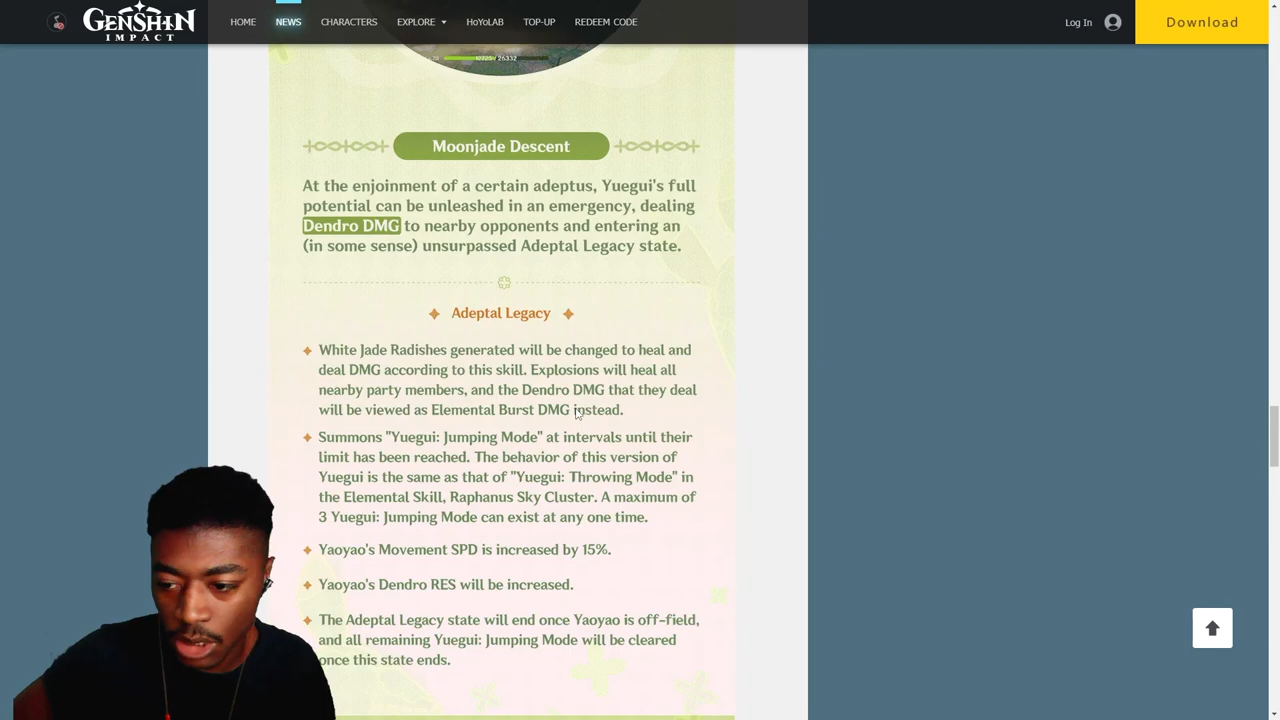 GENSHIN
IMPACT
HOME
NEWS
CHARACTERS
EXPLORE
HoYoLAB
TOP-UP
REDEEM CODE
Log In
Download
Moonjade Descent
At the enjoinment of a certain adeptus, Yuegui's full
potential can be unleashed in an emergency, dealing
Dendro DMG to nearby opponents and entering an
(in some sense) unsurpassed Adeptal Legacy state.
Adeptal Legacy
White Jade Radishes generated will be changed to heal and
deal DMG according to this skill. Explosions will heal all
nearby party members, and the Dendro DMG that they deal
will be viewed as Elemental Burst DMG instead.
Summons "Yuegui: Jumping Mode" at intervals until their
limit has been reached. The behavior of this version of
Yuegui is the same as that of "Yuegui: Throwing Mode" in
the Elemental Skill, Raphanus Sky Cluster. A maximum of
3 Yuegui: Jumping Mode can exist at any one time.
Yaoyao's Movement SPD is increased by 15%.
Yaoyao's Dendro RES will be increased.
The Adeptal Legacy state will end once Yaoyao is off-field,
and all remaining Yuegui: Jumping Mode will be cleared
once this state ends.